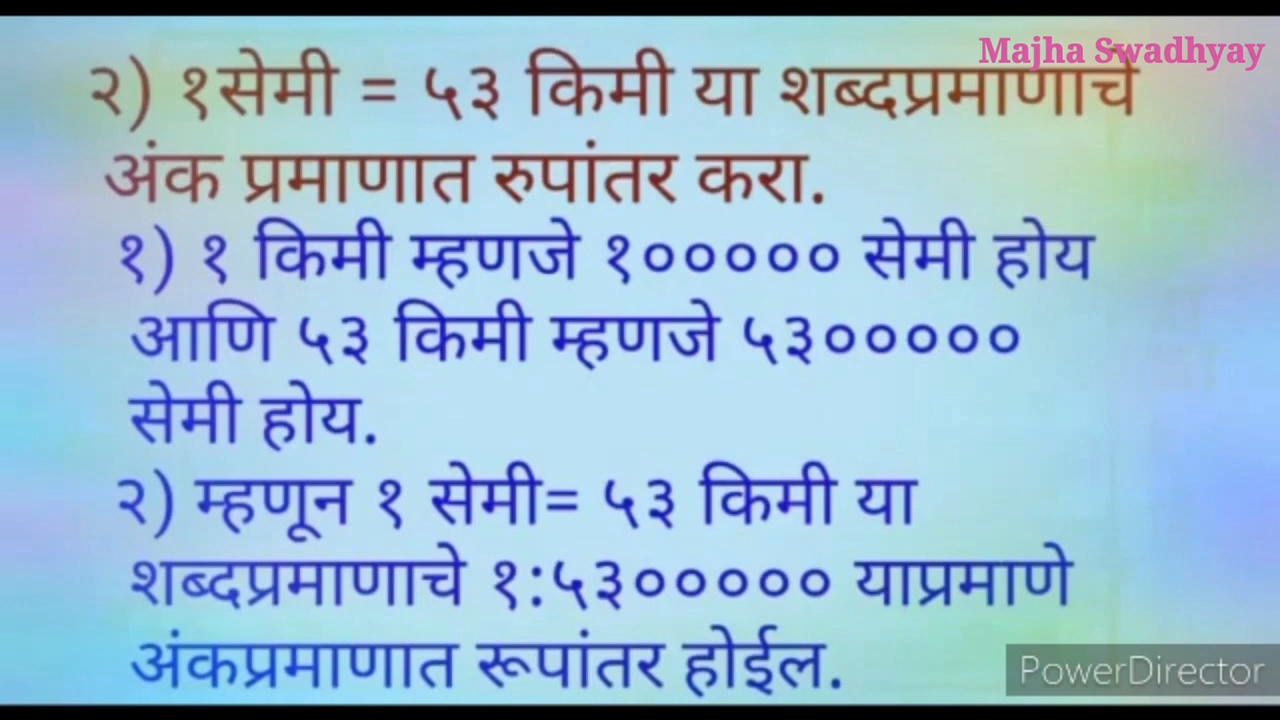 Majha Swadhyay
२) १सेमी = ५३ किमी या शब्दप्रमाणाचे
अंक प्रमाणात रुपांतर करा.
१) १ किमी म्हणजे १००००० सेमी होय
आणि ५३ किमी म्हणजे ५३०००००
सेमी होय.
२) म्हणून १ सेमी= ५३ किमी या
शब्दप्रमाणाचे १:५३००००० याप्रमाणे
अंकप्रमाणात रूपांतर होईल.
PowerDirector